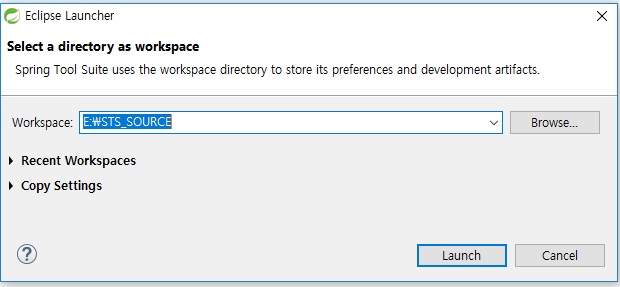 Eclipse Launcher
Select a directory as workspace
Spring Tool Suite uses the workspace directory to store its preferences and development artifacts.
Workspace: E:₩STS_SOURCE Browse...
Recent Workspaces
Copy Settings
? Launch Cancel